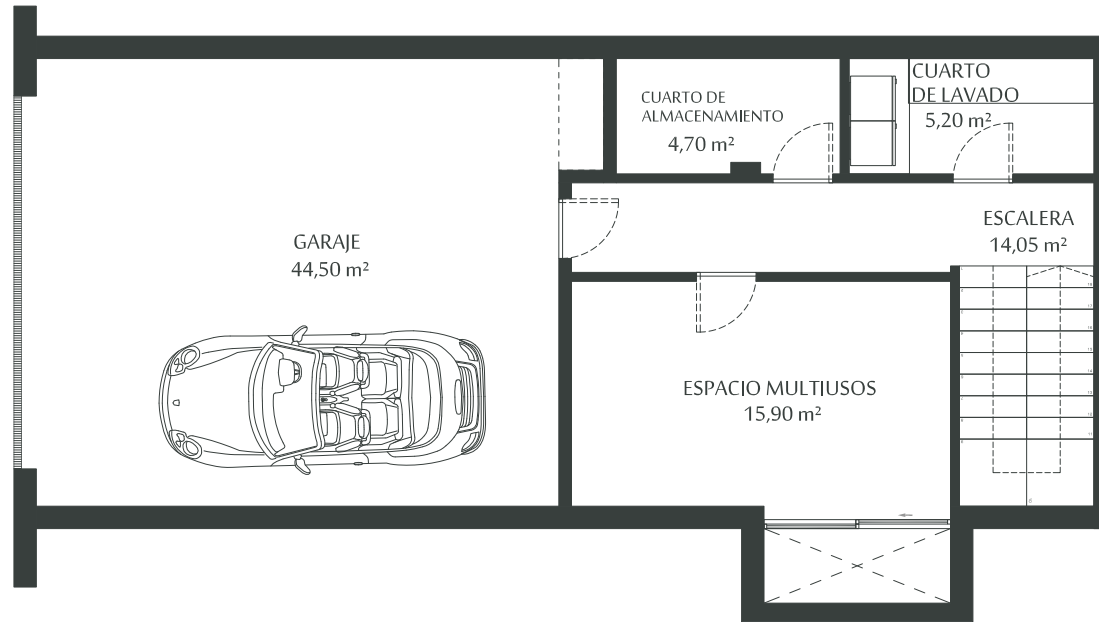 CUARTO DE
ALMACENAMIENTO
4,70 m²
CUARTO
DE LAVADO
5,20 m²
GARAJE
44,50 m²
ESCALERA
14,05 m²
ESPACIO MULTIUSOS
15,90 m²